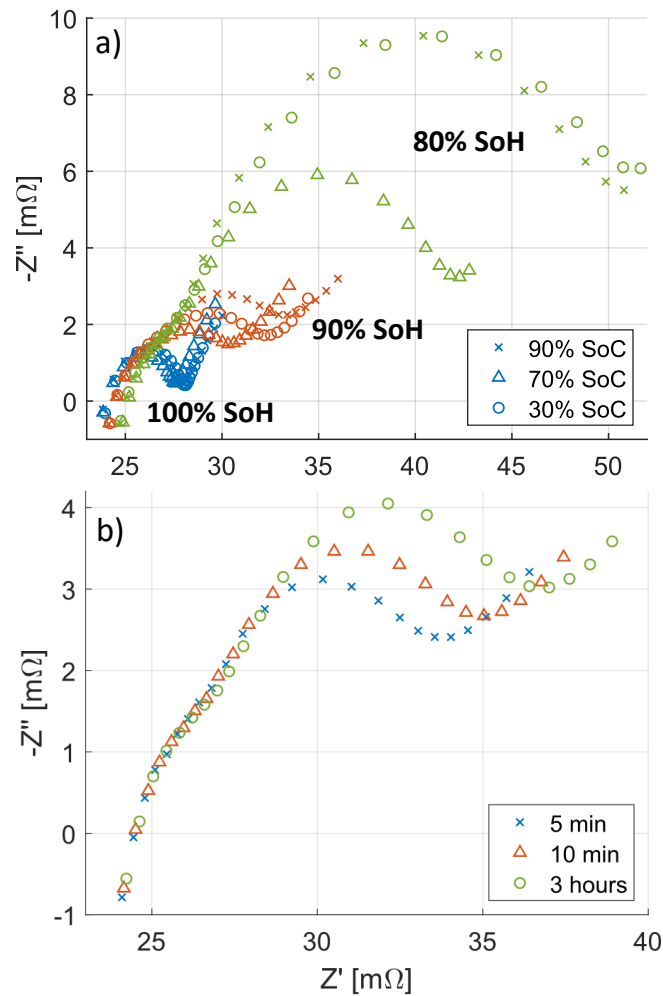 a)
10
8
6
4
2
0
-Z" [mΩ]
80% SoH
90% SoH
100% SoH
90% SoC
70% SoC
30% SoC
25 30 35 40 45 50
b)
4
3
2
1
0
-1
-Z" [mΩ]
5 min
10 min
3 hours
25 30 35 40
Z' [mΩ]